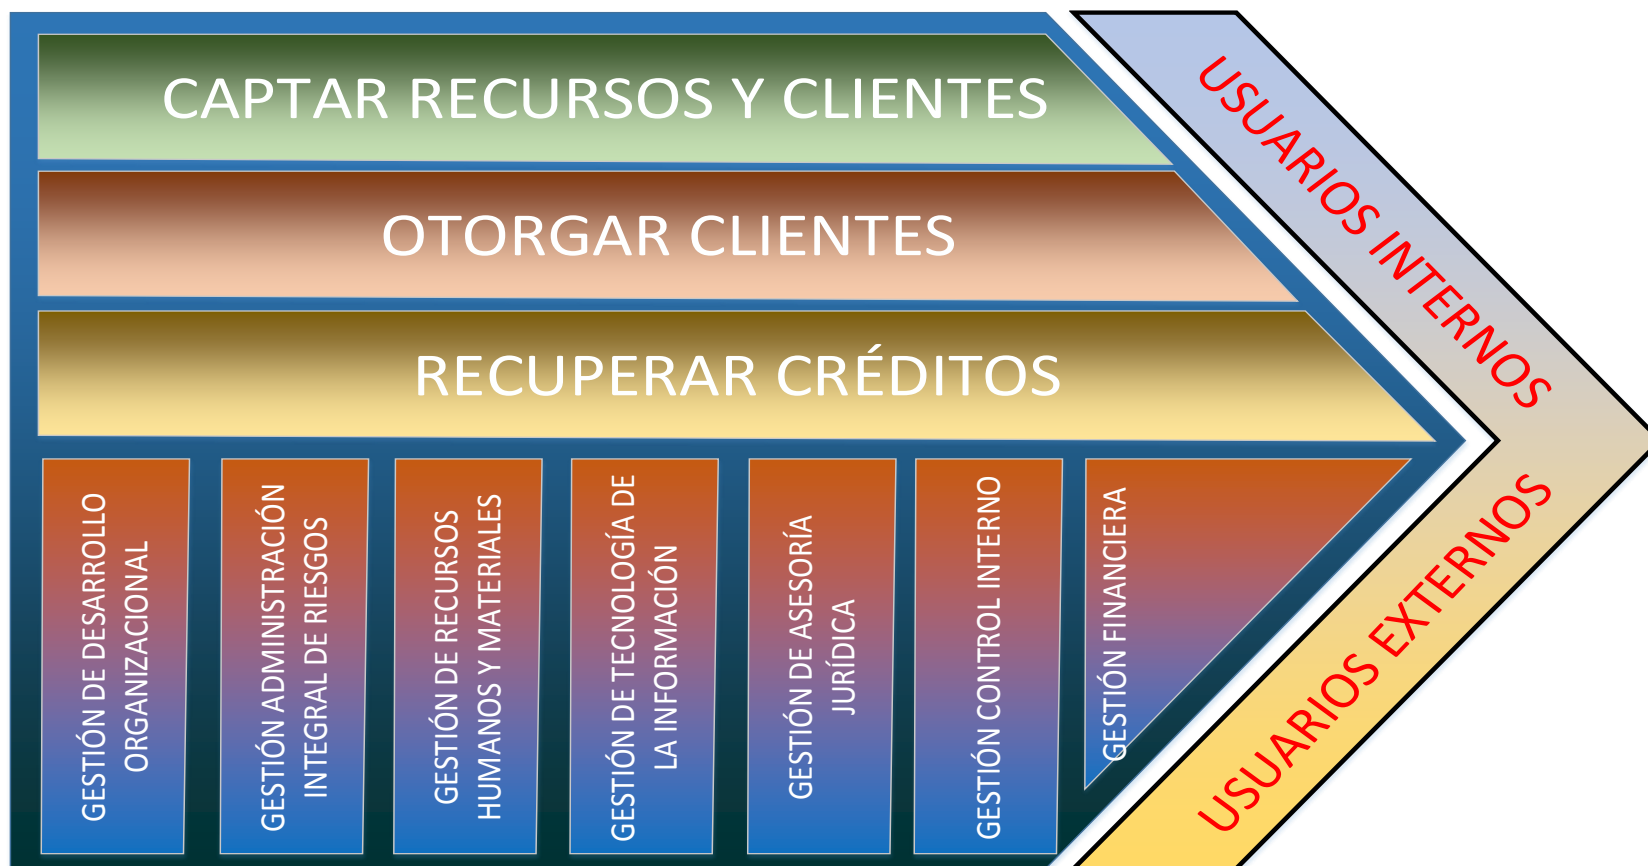 CAPTAR RECURSOS Y CLIENTES
OTORGAR CLIENTES
RECUPERAR CRÉDITOS
GESTIÓN DE DESARROLLO
ORGANIZACIONAL
GESTIÓN ADMINISTRACIÓN
INTEGRAL DE RIESGOS
GESTIÓN DE RECURSOS
HUMANOS Y MATERIALES
GESTIÓN DE TECNOLOGÍA DE
LA INFORMACIÓN
GESTIÓN DE ASESORÍA
JURÍDICA
GESTIÓN CONTROL INTERNO
GESTIÓN FINANCIERA
USUARIOS INTERNOS
USUARIOS EXTERNOS